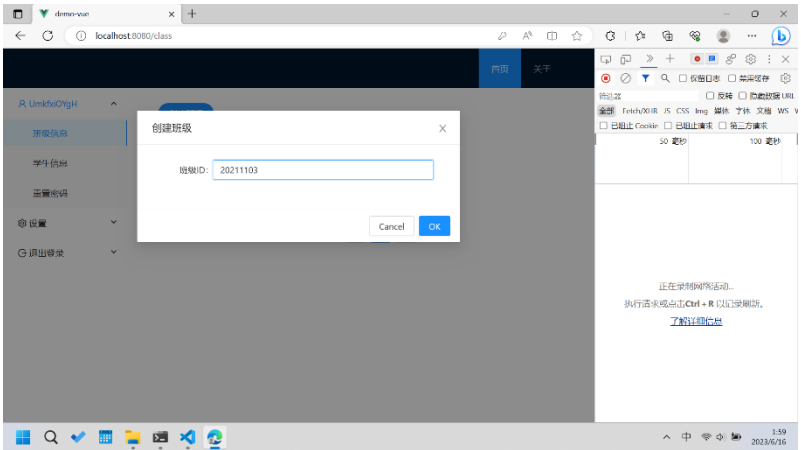 demo-vue
localhost:8080/class
首页 关于
UmkfxiOYgH
班级信息
学生信息
重置密码
设置
退出登录
创建班级
班级ID: 20211103
Cancel OK
保留日志 禁用缓存
筛选器 反转 隐藏数据 URL
全部 Fetch/XHR JS CSS Img 媒体 字体 文档 WS
已阻止 Cookie 已阻止请求 第三方请求
50 毫秒 100 毫秒
正在录制网络活动...
执行请求或点击Ctrl + R 以记录刷新。
了解详细信息
中
1:59
2023/6/16